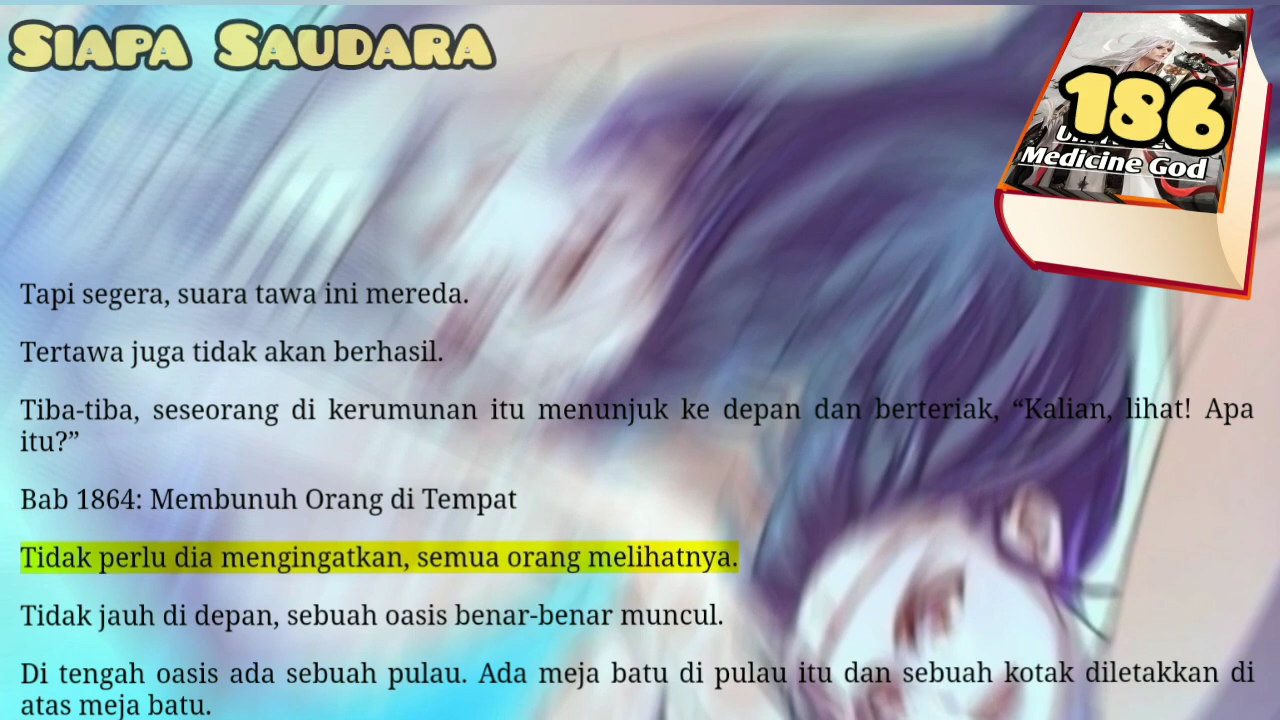 Siapa Saudara
186
Medicine God
Tapi segera, suara tawa ini mereda.
Tertawa juga tidak akan berhasil.
Tiba-tiba, seseorang di kerumunan itu menunjuk ke depan dan berteriak, “Kalian, lihat! Apa
itu?”
Bab 1864: Membunuh Orang di Tempat
Tidak perlu dia mengingatkan, semua orang melihatnya.
Tidak jauh di depan, sebuah oasis benar-benar muncul.
Di tengah oasis ada sebuah pulau. Ada meja batu di pulau itu dan sebuah kotak diletakkan di
atas meja batu.